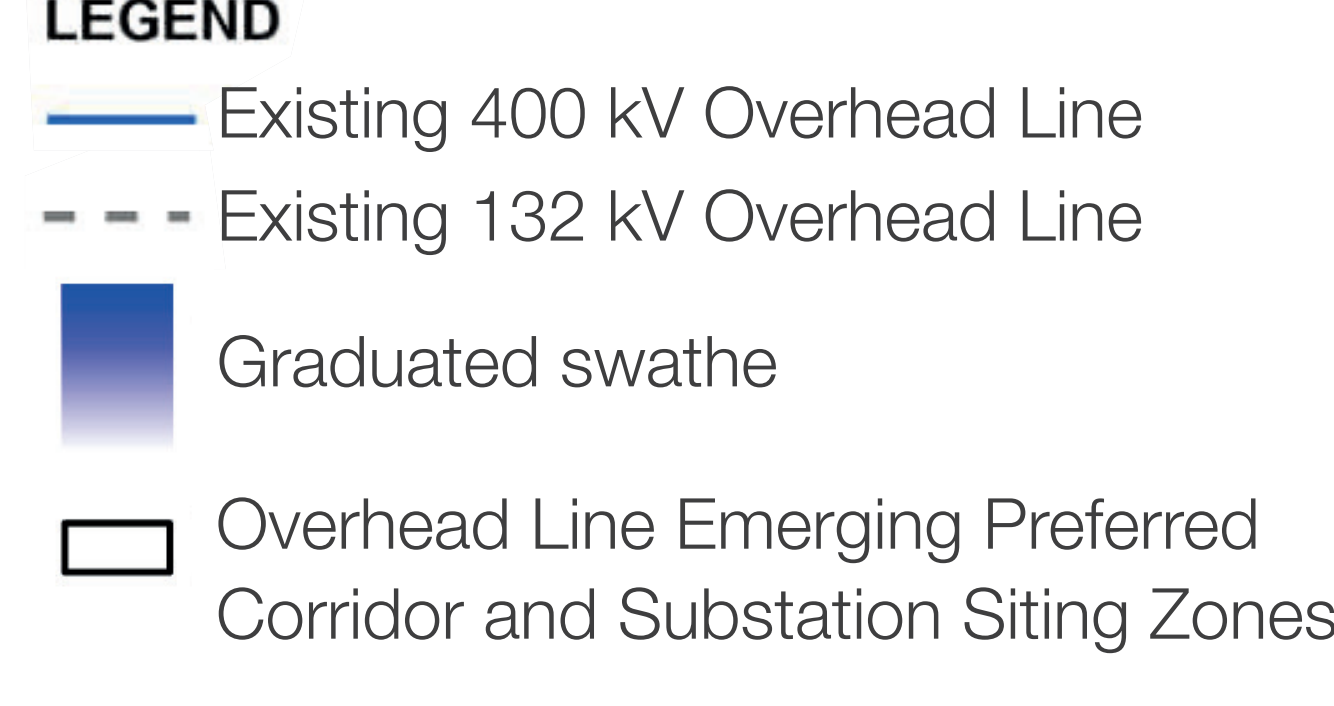 LEGEND
Existing 400 kV Overhead Line
Existing 132 kV Overhead Line
Graduated swathe
Overhead Line Emerging Preferred
Corridor and Substation Siting Zones